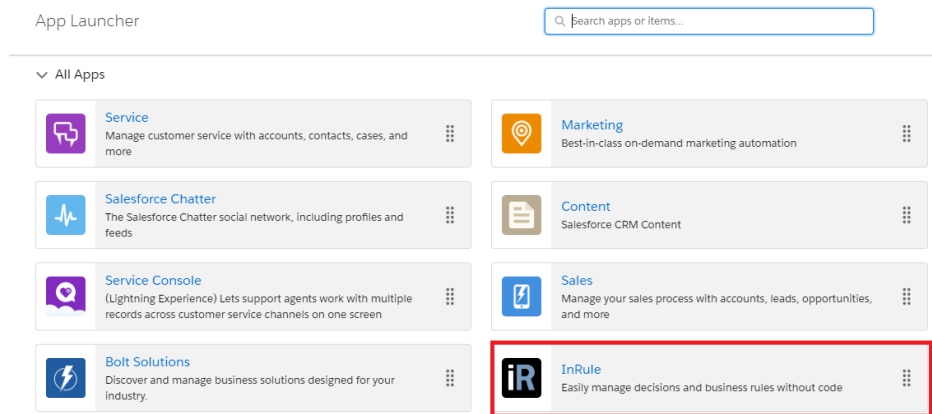 App Launcher
Search apps or items...
All Apps
Service
Manage customer service with accounts, contacts, cases, and
more
Marketing
Best-in-class on-demand marketing automation
Salesforce Chatter
The Salesforce Chatter social network, including profiles and
feeds
Content
Salesforce CRM Content
Service Console
(Lightning Experience) Lets support agents work with multiple
records across customer service channels on one screen
Sales
Manage your sales process with accounts, leads, opportunities,
and more
Bolt Solutions
Discover and manage business solutions designed for your
industry.
iR
InRule
Easily manage decisions and business rules without code